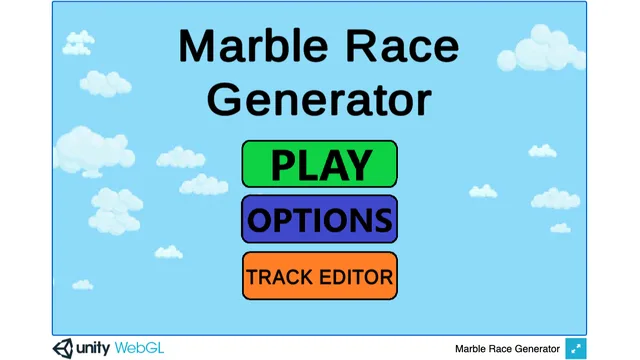 Marble Race
Generator
PLAY
OPTIONS
TRACK EDITOR
unity WebGL
Marble Race Generator